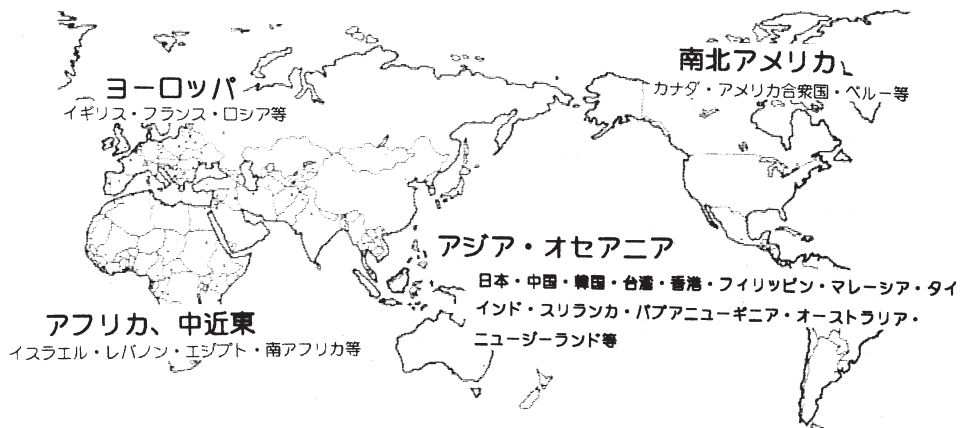 南北アメリカ
カナダ・アメリカ合衆国・ペルー等
ヨーロッパ
イギリス・フランス・ロシア等
アジア・オセアニア
日本・中国・韓国・台湾・香港・フィリッピン・マレーシア・タイ
インド・スリランカ・パプアニューギニア・オーストラリア・
ニュージーランド等
アフリカ、中近東
イスラエル・レバノン・エジプト・南アフリカ等